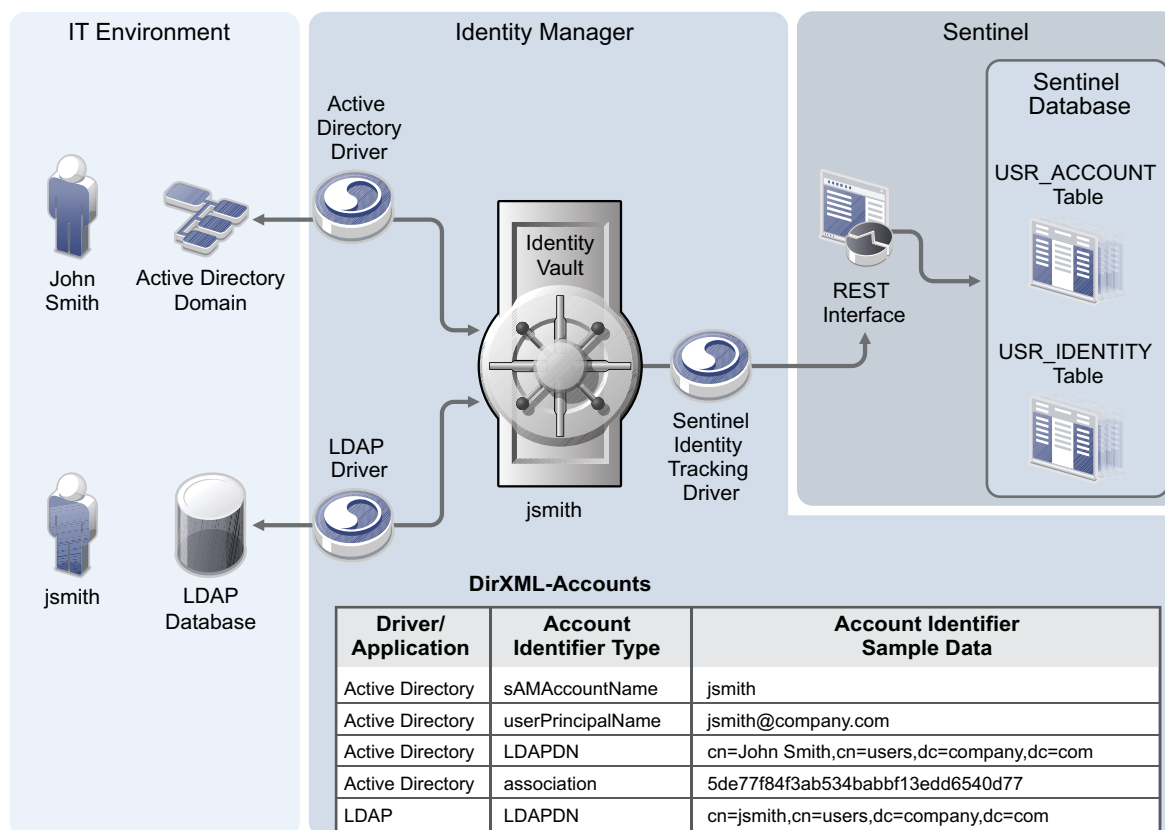 IT Environment
Identity Manager
Sentinel
Sentinel
Database
USR_ACCOUNT
Table
USR_IDENTITY
Table
Active
Directory
Driver
John
Smith
Active Directory
Domain
Identity
Vault
REST
Interface
LDAP
Driver
Sentinel
Identity
Tracking
Driver
jsmith
jsmith
LDAP
Database
DirXML-Accounts
Driver/
Application
Account
Identifier Type
Account Identifier
Sample Data
Active Directory sAMAccountName jsmith
Active Directory userPrincipalName jsmith@company.com
Active Directory LDAPDN cn=John Smith,cn=users,dc=company,dc=com
Active Directory association 5de77f84f3ab534babbf13edd6540d77
LDAP LDAPDN cn=jsmith,cn=users,dc=company,dc=com